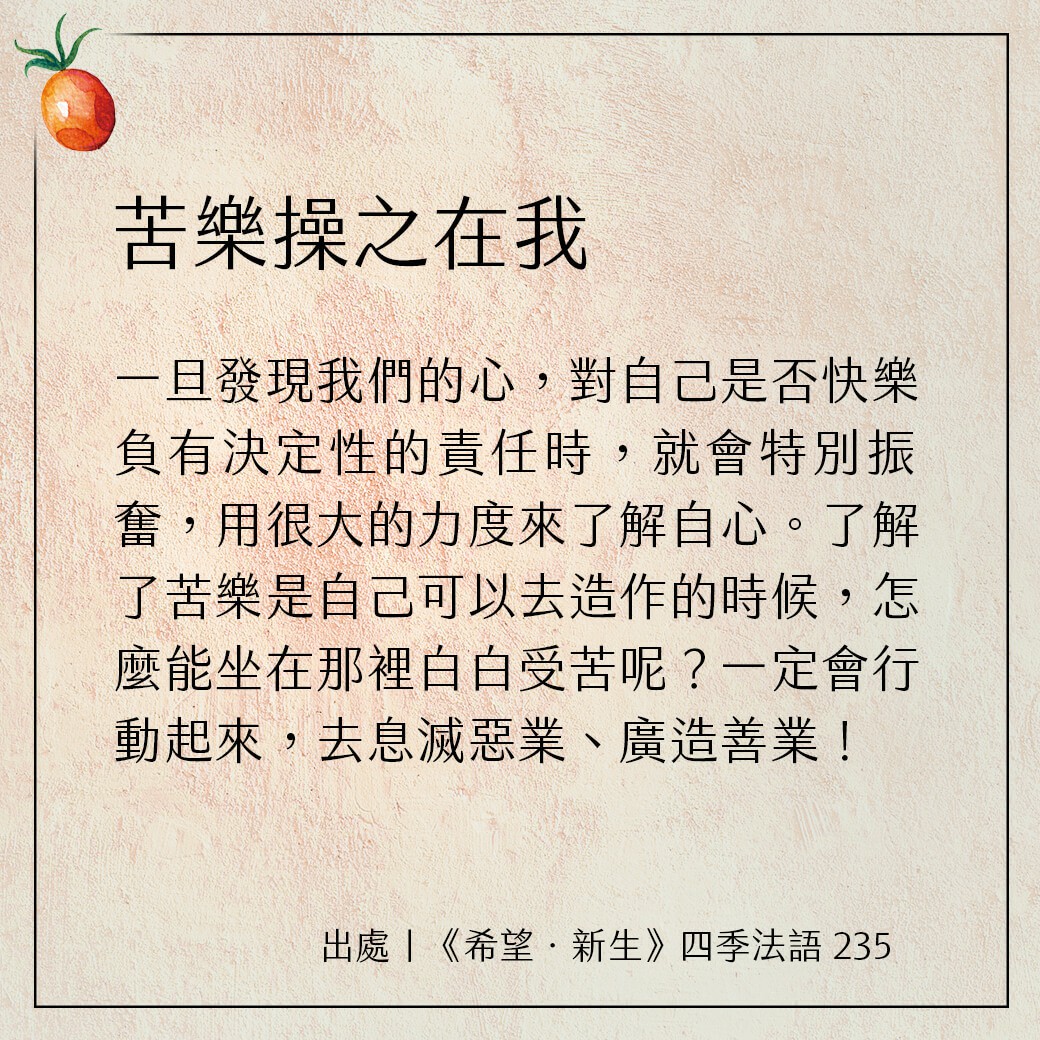 苦樂操之在我
一旦發現我們的心，對自己是否快樂
負有決定性的責任時，就會特別振
奮，用很大的力度來了解自心。了解
了苦樂是自己可以去造作的時候，怎
麼能坐在那裡白白受苦呢？一定會行
動起來，去息滅惡業、廣造善業！
出處｜《希望．新生》四季法語 235